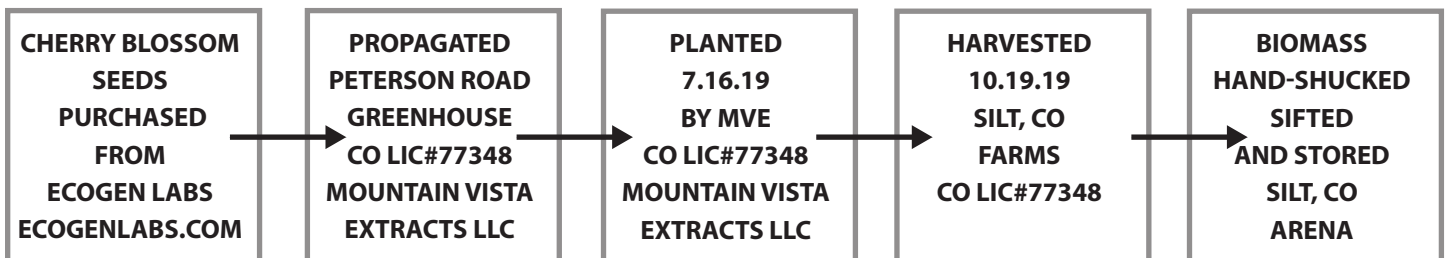 CHERRY BLOSSOM
SEEDS
PURCHASED
FROM
ECOGEN LABS
ECOGENLABS.COM
PROPAGATED
PETERSON ROAD
GREENHOUSE
CO LIC#77348
MOUNTAIN VISTA
EXTRACTS LLC
PLANTED
7.16.19
BY MVE
CO LIC#77348
MOUNTAIN VISTA
EXTRACTS LLC
HARVESTED
10.19.19
SILT, CO
FARMS
CO LIC#77348
BIOMASS
HAND-SHUCKED
SIFTED
AND STORED
SILT, CO
ARENA